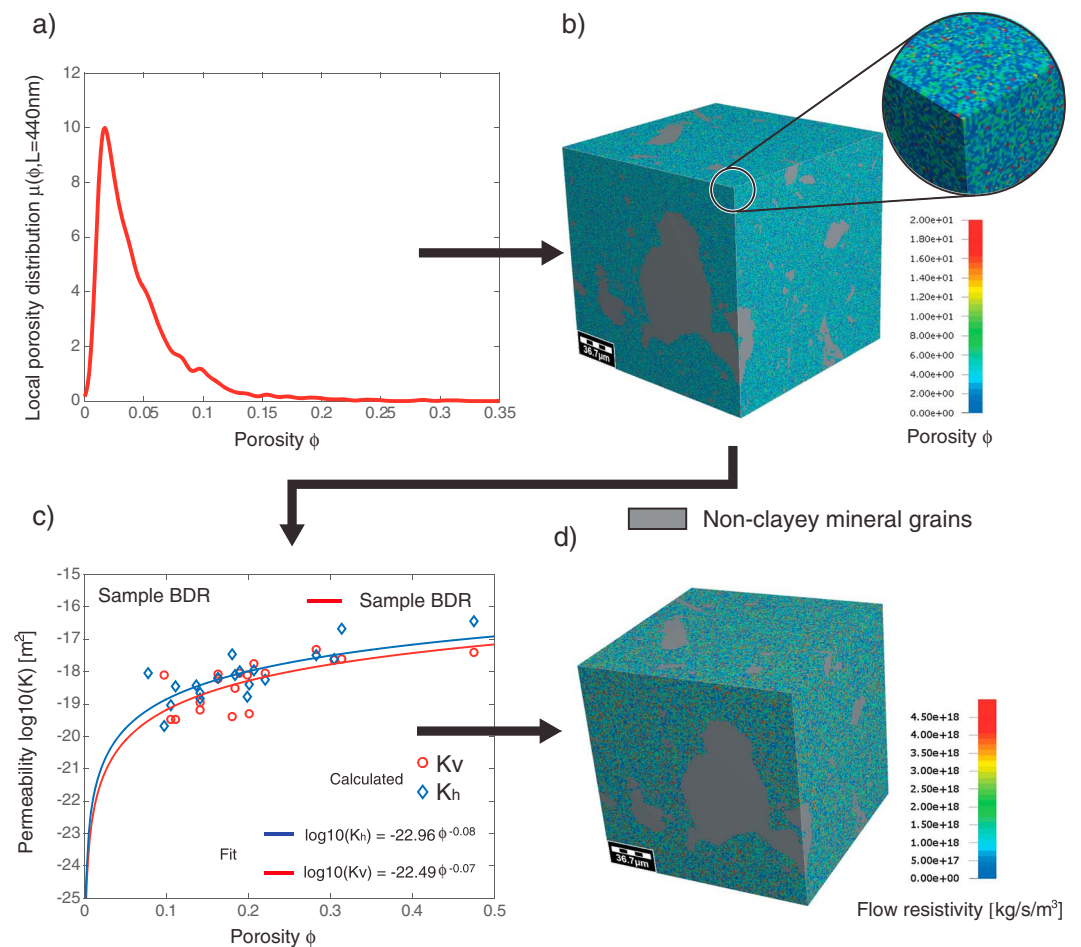 a)
Local porosity distribution μ(ϕ,L=440nm)
12
10
8
6
4
2
0
0
0.05
0.1
0.15
0.2
0.25
0.3
0.35
Porosity ϕ
b)
36.7μm
2.00e+01
2.00e+01
1.80e+01
1.60e+01
1.40e+01
1.20e+01
1.00e+01
8.00e+00
6.00e+00
4.00e+00
2.00e+00
0.00e+00
Porosity ϕ
Non-clayey mineral grains
c)
Permeability log10(K) [m²]
-15
-16
-17
-18
-19
-20
-21
-22
-23
-24
-25
Sample BDR
Sample BDR
Calculated
Kv
Kh
Fit
log10(Kh) = -22.96 ϕ^-0.08
log10(Kv) = -22.49 ϕ^-0.07
0
0.1
0.2
0.3
0.4
0.5
Porosity ϕ
d)
36.7μm
4.50e+18
4.00e+18
3.50e+18
3.00e+18
2.50e+18
2.00e+18
1.50e+18
1.00e+18
5.00e+17
0.00e+00
Flow resistivity [kg/s/m³]